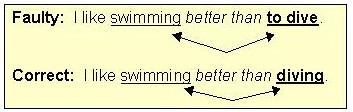 Faulty: I like swimming better than to dive.
Correct: I like swimming better than diving.